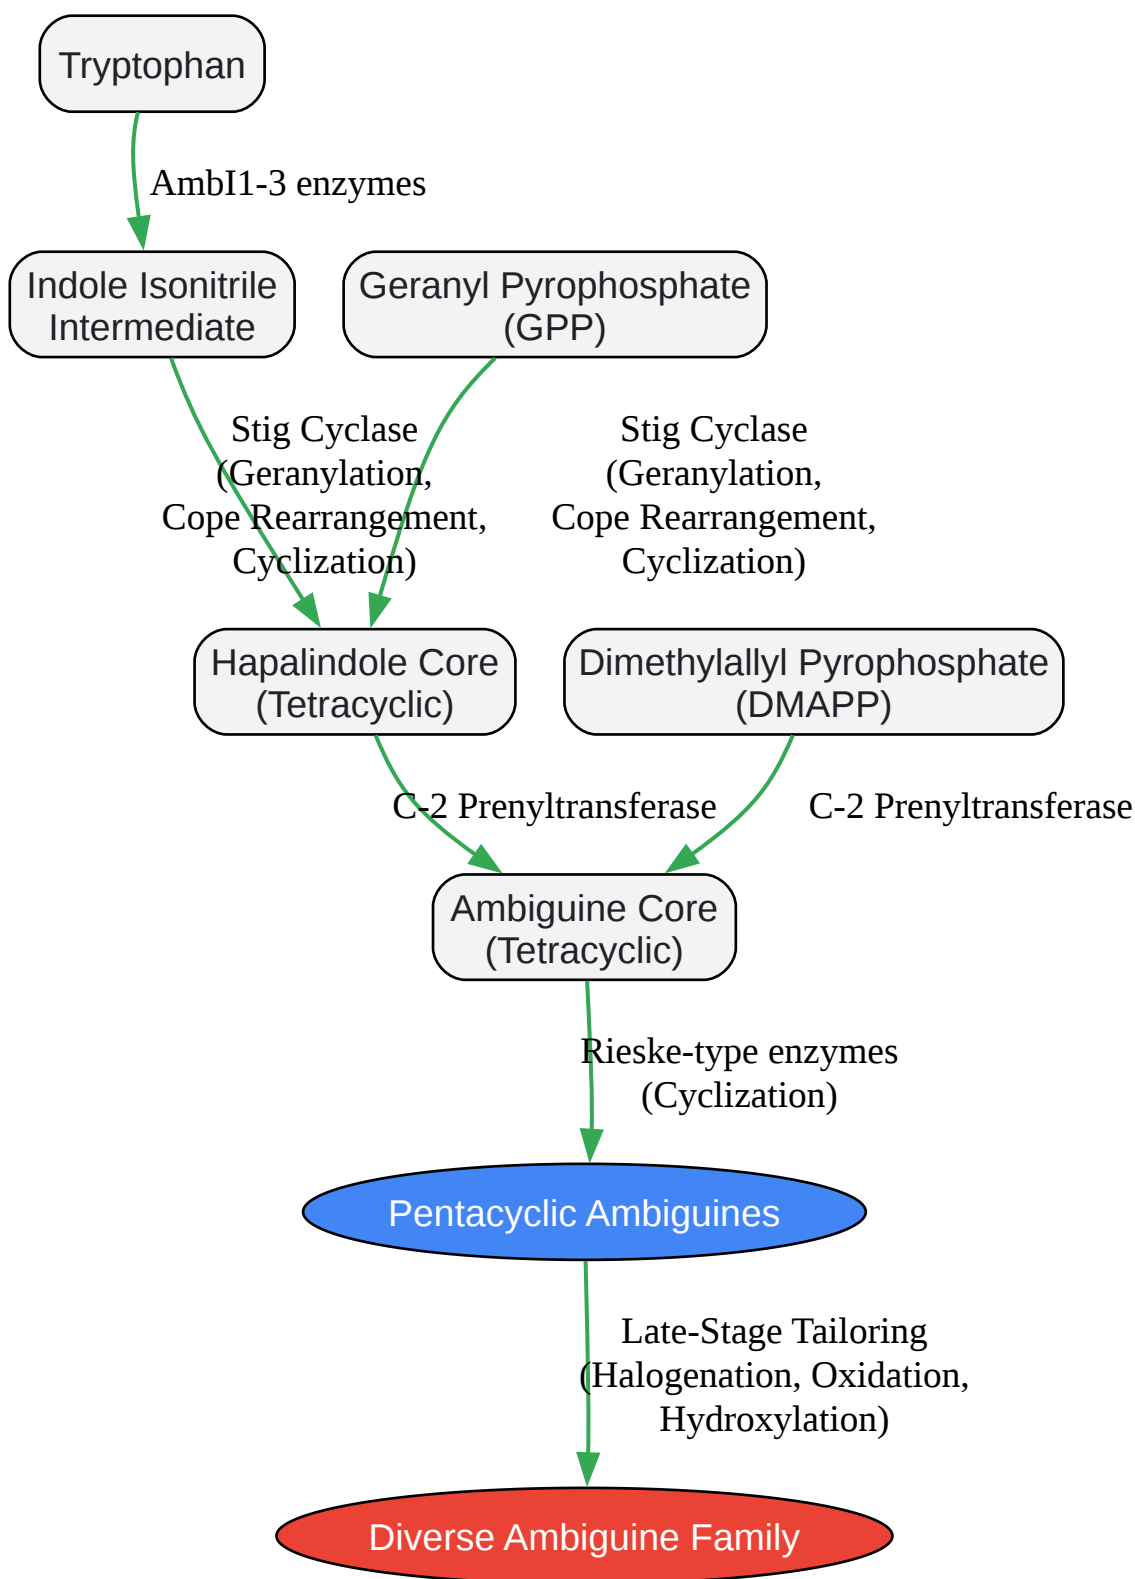 Tryptophan
AmbI1-3 enzymes
Indole Isonitrile
Intermediate
Geranyl Pyrophosphate
(GPP)
Stig Cyclase
(Geranylation,
Cope Rearrangement,
Cyclization)
Stig Cyclase
(Geranylation,
Cope Rearrangement,
Cyclization)
Hapalindole Core
(Tetracyclic)
Dimethylallyl Pyrophosphate
(DMAPP)
C-2 Prenyltransferase
C-2 Prenyltransferase
Ambiguine Core
(Tetracyclic)
Rieske-type enzymes
(Cyclization)
Pentacyclic Ambiguines
Late-Stage Tailoring
(Halogenation, Oxidation,
Hydroxylation)
Diverse Ambiguine Family